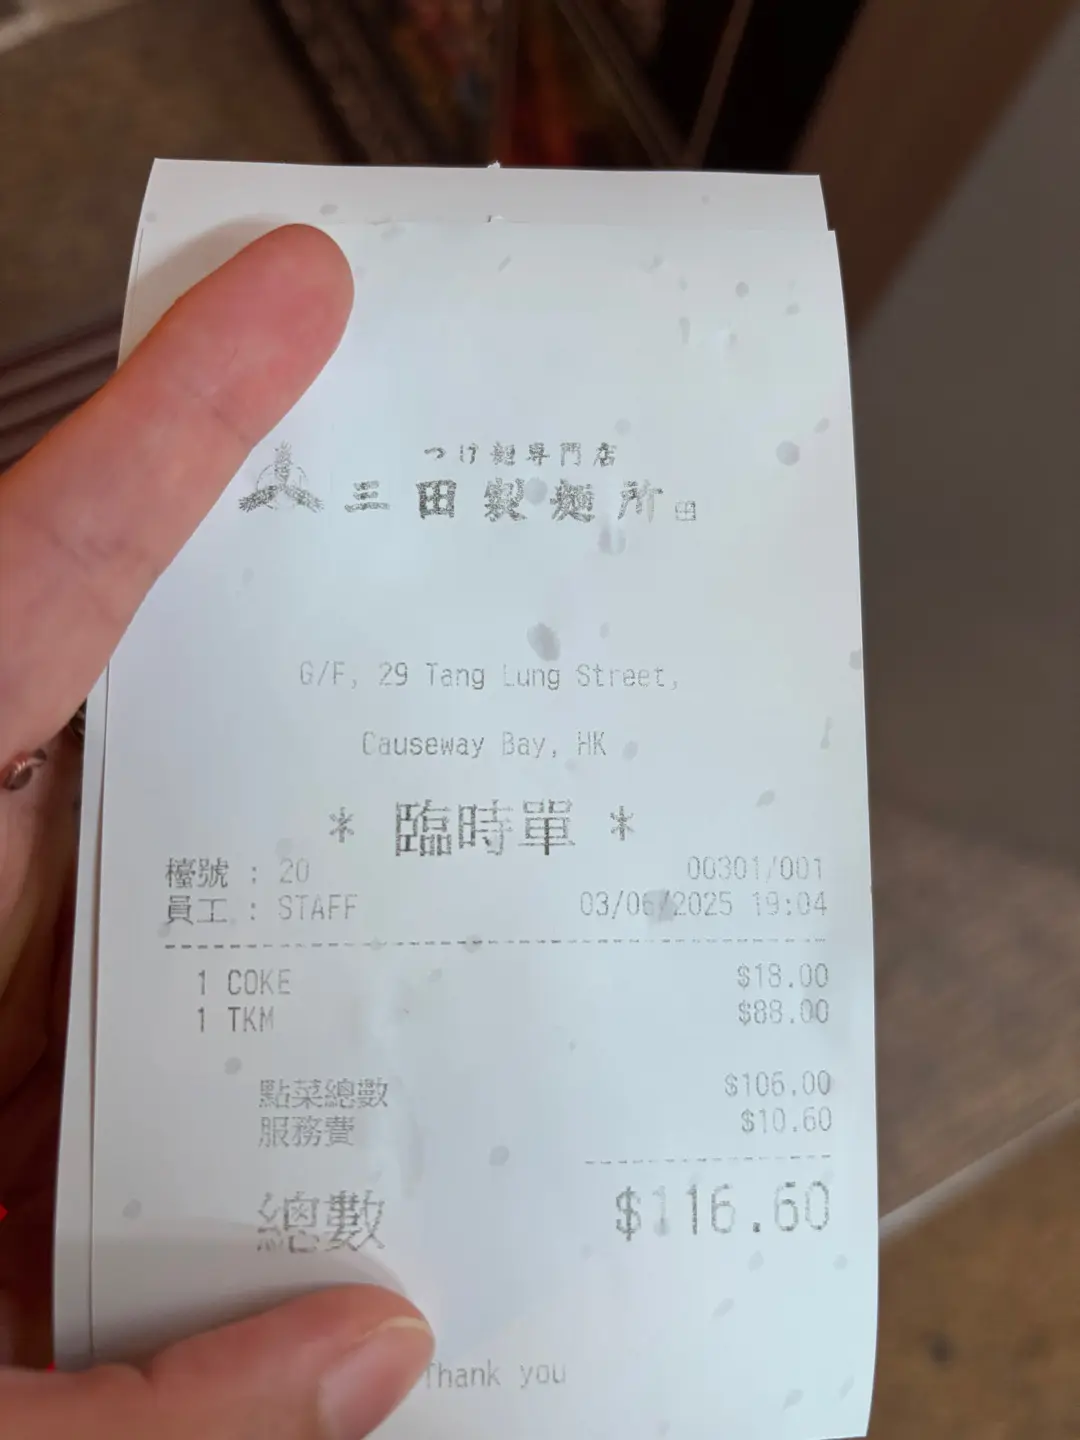 つけ麺専門店
三田製麺所
G/F, 29 Tang Lung Street,
Causeway Bay, HK
* 臨時單 *
檯號 : 20 00301/001
員工 : STAFF 03/06/2025 19:04
1 COKE $18.00
1 TKM $88.00
點菜總數 $106.00
服務費 $10.60
總數 $116.60
Thank you